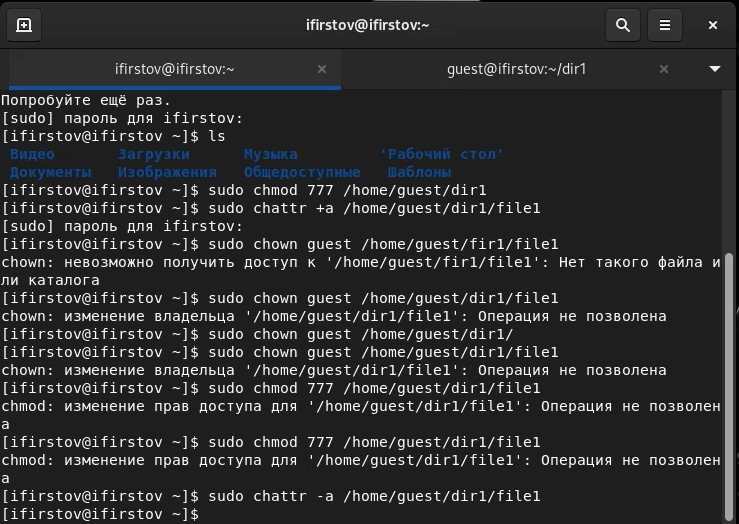 ifirstov@ifirstov:~
ifirstov@ifirstov:~
guest@ifirstov:~/dir1
Попробуйте ещё раз.
[sudo] пароль для ifirstov:
[ifirstov@ifirstov ~]$ ls
Видео Загрузки Музыка 'Рабочий стол'
Документы Изображения Общедоступные Шаблоны
[ifirstov@ifirstov ~]$ sudo chmod 777 /home/guest/dir1
[ifirstov@ifirstov ~]$ sudo chattr +a /home/guest/dir1/file1
[sudo] пароль для ifirstov:
[ifirstov@ifirstov ~]$ sudo chown guest /home/guest/fir1/file1
chown: невозможно получить доступ к '/home/guest/fir1/file1': Нет такого файла и
ли каталога
[ifirstov@ifirstov ~]$ sudo chown guest /home/guest/dir1/file1
chown: изменение владельца '/home/guest/dir1/file1': Операция не позволена
[ifirstov@ifirstov ~]$ sudo chown guest /home/guest/dir1/
[ifirstov@ifirstov ~]$ sudo chown guest /home/guest/dir1/file1
chown: изменение владельца '/home/guest/dir1/file1': Операция не позволена
[ifirstov@ifirstov ~]$ sudo chmod 777 /home/guest/dir1/file1
chmod: изменение прав доступа для '/home/guest/dir1/file1': Операция не позволен
а
[ifirstov@ifirstov ~]$ sudo chmod 777 /home/guest/dir1/file1
chmod: изменение прав доступа для '/home/guest/dir1/file1': Операция не позволен
а
[ifirstov@ifirstov ~]$ sudo chattr -a /home/guest/dir1/file1
[ifirstov@ifirstov ~]$